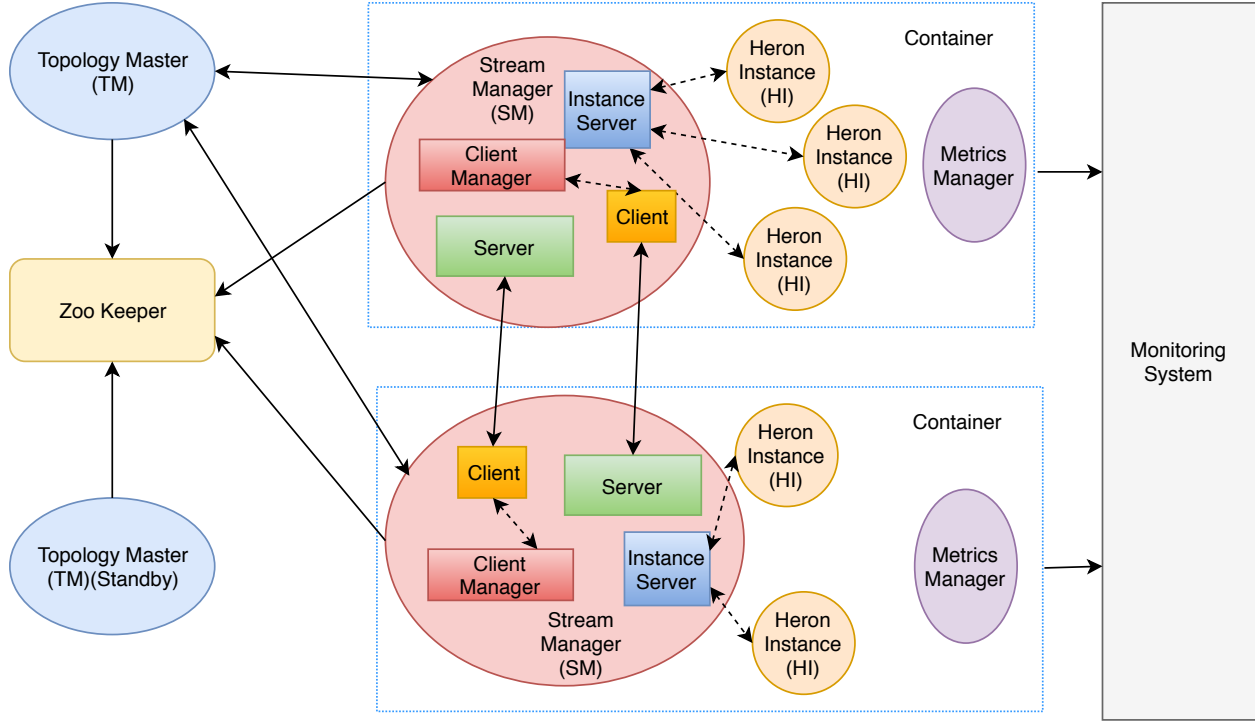 Topology Master
(TM)
Zoo Keeper
Topology Master
(TM)(Standby)
Stream
Manager
(SM)
Instance
Server
Client
Manager
Client
Server
Heron
Instance
(HI)
Heron
Instance
(HI)
Heron
Instance
(HI)
Container
Metrics
Manager
Client
Server
Client
Manager
Instance
Server
Stream
Manager
(SM)
Heron
Instance
(HI)
Heron
Instance
(HI)
Container
Metrics
Manager
Monitoring
System